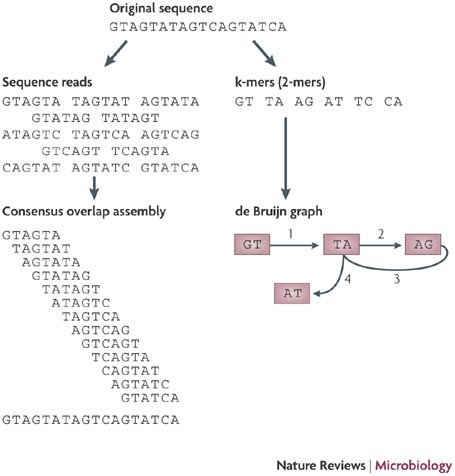 Original sequence
GTAGTATAGTCAGTATCA
Sequence reads
GTAGTA TAGTAT AGTATA
GTATAG TATAGT
ATAGTC TAGTCA AGTCAG
GTCAGT TCAGTA
CAGTAT AGTATC GTATCA
Consensus overlap assembly
GTAGTA
TAGTAT
AGTATA
GTATAG
TATAGT
ATAGTC
TAGTCA
AGTCAG
GTCAGT
TCAGTA
CAGTAT
AGTATC
GTATCA
GTAGTATAGTCAGTATCA
k-mers (2-mers)
GT TA AG AT TC CA
de Bruijn graph
GT 1 TA 2 AG
AT 4 3
Nature Reviews | Microbiology